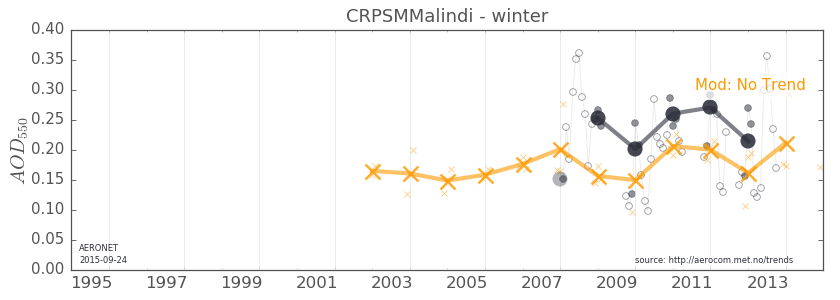 CRPSMMalindi - winter
0.40
0.35
0.30
0.25
0.20
0.15
0.10
0.05
0.00
AOD550
Mod: No Trend
AERONET
2015-09-24
source: http://aerocom.met.no/trends
1995 1997 1999 2001 2003 2005 2007 2009 2011 2013